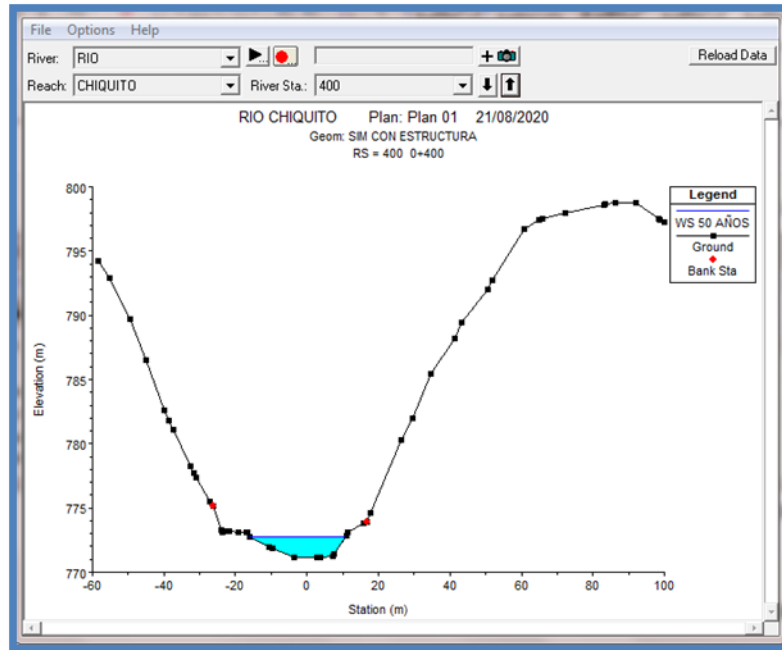 File Options Help
River: RIO
Reload Data
Reach: CHIQUITO River Sta.: 400
RIO CHIQUITO Plan: Plan 01 21/08/2020
Geom: SIM CON ESTRUCTURA
RS = 400 0+400
Legend
WS 50 AÑOS
Ground
Bank Sta
Elevation (m)
800
795
790
785
780
775
770
-60 -40 -20 0 20 40 60 80 100
Station (m)